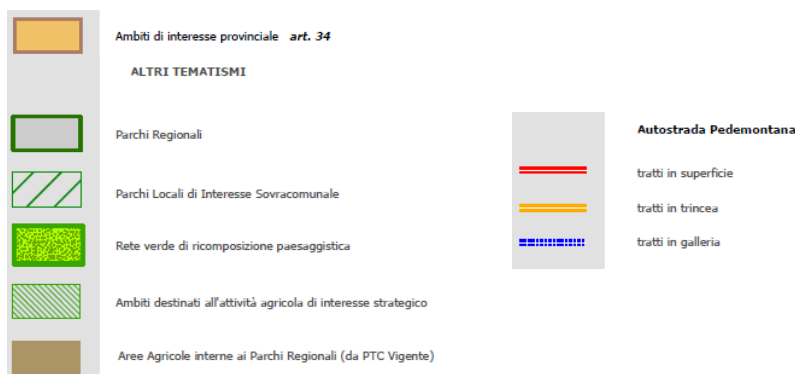 Ambiti di interesse provinciale art. 34
ALTRI TEMATISMI
Parchi Regionali
Parchi Locali di Interesse Sovracomunale
Rete verde di ricomposizione paesaggistica
Ambiti destinati all'attività agricola di interesse strategico
Aree Agricole interne ai Parchi Regionali (da PTC Vigente)
Autostrada Pedemontana
tratti in superficie
tratti in trincea
tratti in galleria